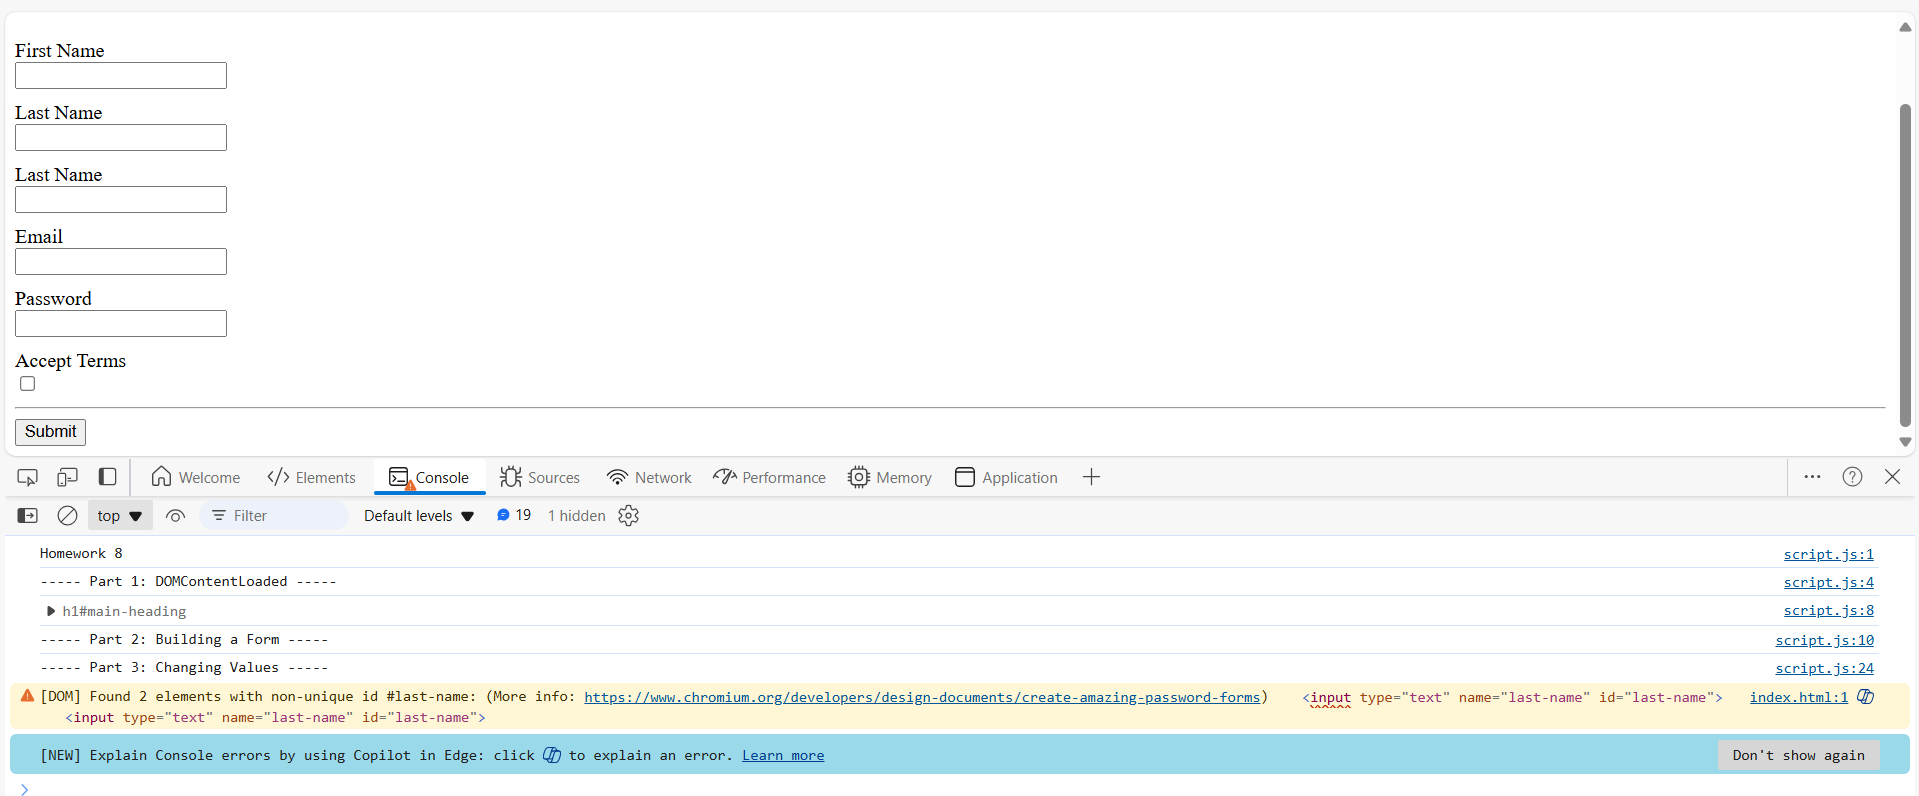 First Name
Last Name
Last Name
Email
Password
Accept Terms
Submit
Welcome </> Elements Console Sources Network Performance Memory Application
top Filter Default levels 19 1 hidden
Homework 8 script.js:1
----- Part 1: DOMContentLoaded ----- script.js:4
h1#main-heading script.js:8
----- Part 2: Building a Form ----- script.js:10
----- Part 3: Changing Values ----- script.js:24
[DOM] Found 2 elements with non-unique id #last-name: (More info: https://www.chromium.org/developers/design-documents/create-amazing-password-forms) <input type="text" name="last-name" id="last-name"> index.html:1
<input type="text" name="last-name" id="last-name">
[NEW] Explain Console errors by using Copilot in Edge: click to explain an error. Learn more Don't show again